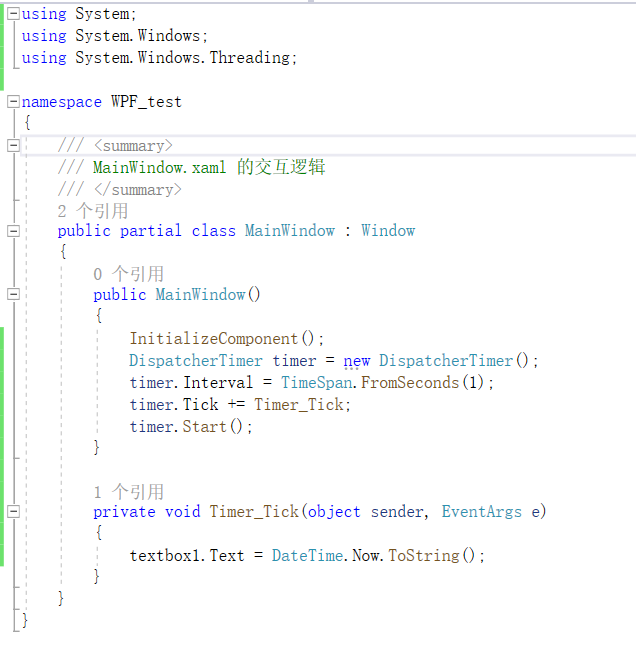 using System;
using System.Windows;
using System.Windows.Threading;
namespace WPF_test
{
/// <summary>
/// MainWindow.xaml 的交互逻辑
/// </summary>
2 个引用
public partial class MainWindow : Window
{
0 个引用
public MainWindow()
{
InitializeComponent();
DispatcherTimer timer = new DispatcherTimer();
timer.Interval = TimeSpan.FromSeconds(1);
timer.Tick += Timer_Tick;
timer.Start();
}
1 个引用
private void Timer_Tick(object sender, EventArgs e)
{
textbox1.Text = DateTime.Now.ToString();
}
}
}